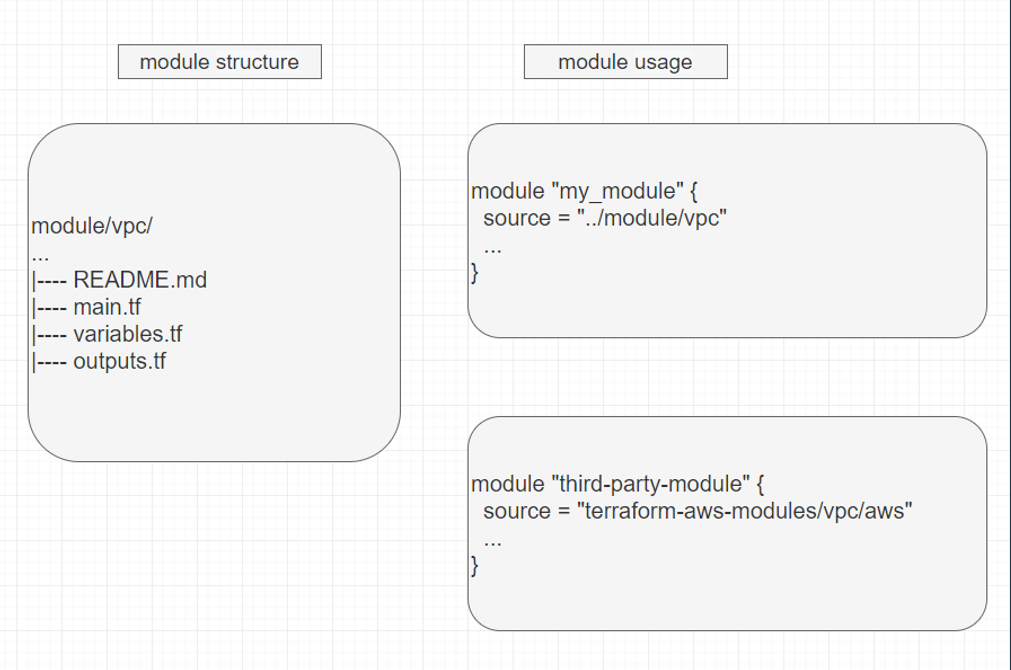 module structure
module/vpc/
...
|---- README.md
|---- main.tf
|---- variables.tf
|---- outputs.tf
module usage
module "my_module" {
  source = "../module/vpc"
  ...
}
module "third-party-module" {
  source = "terraform-aws-modules/vpc/aws"
  ...
}